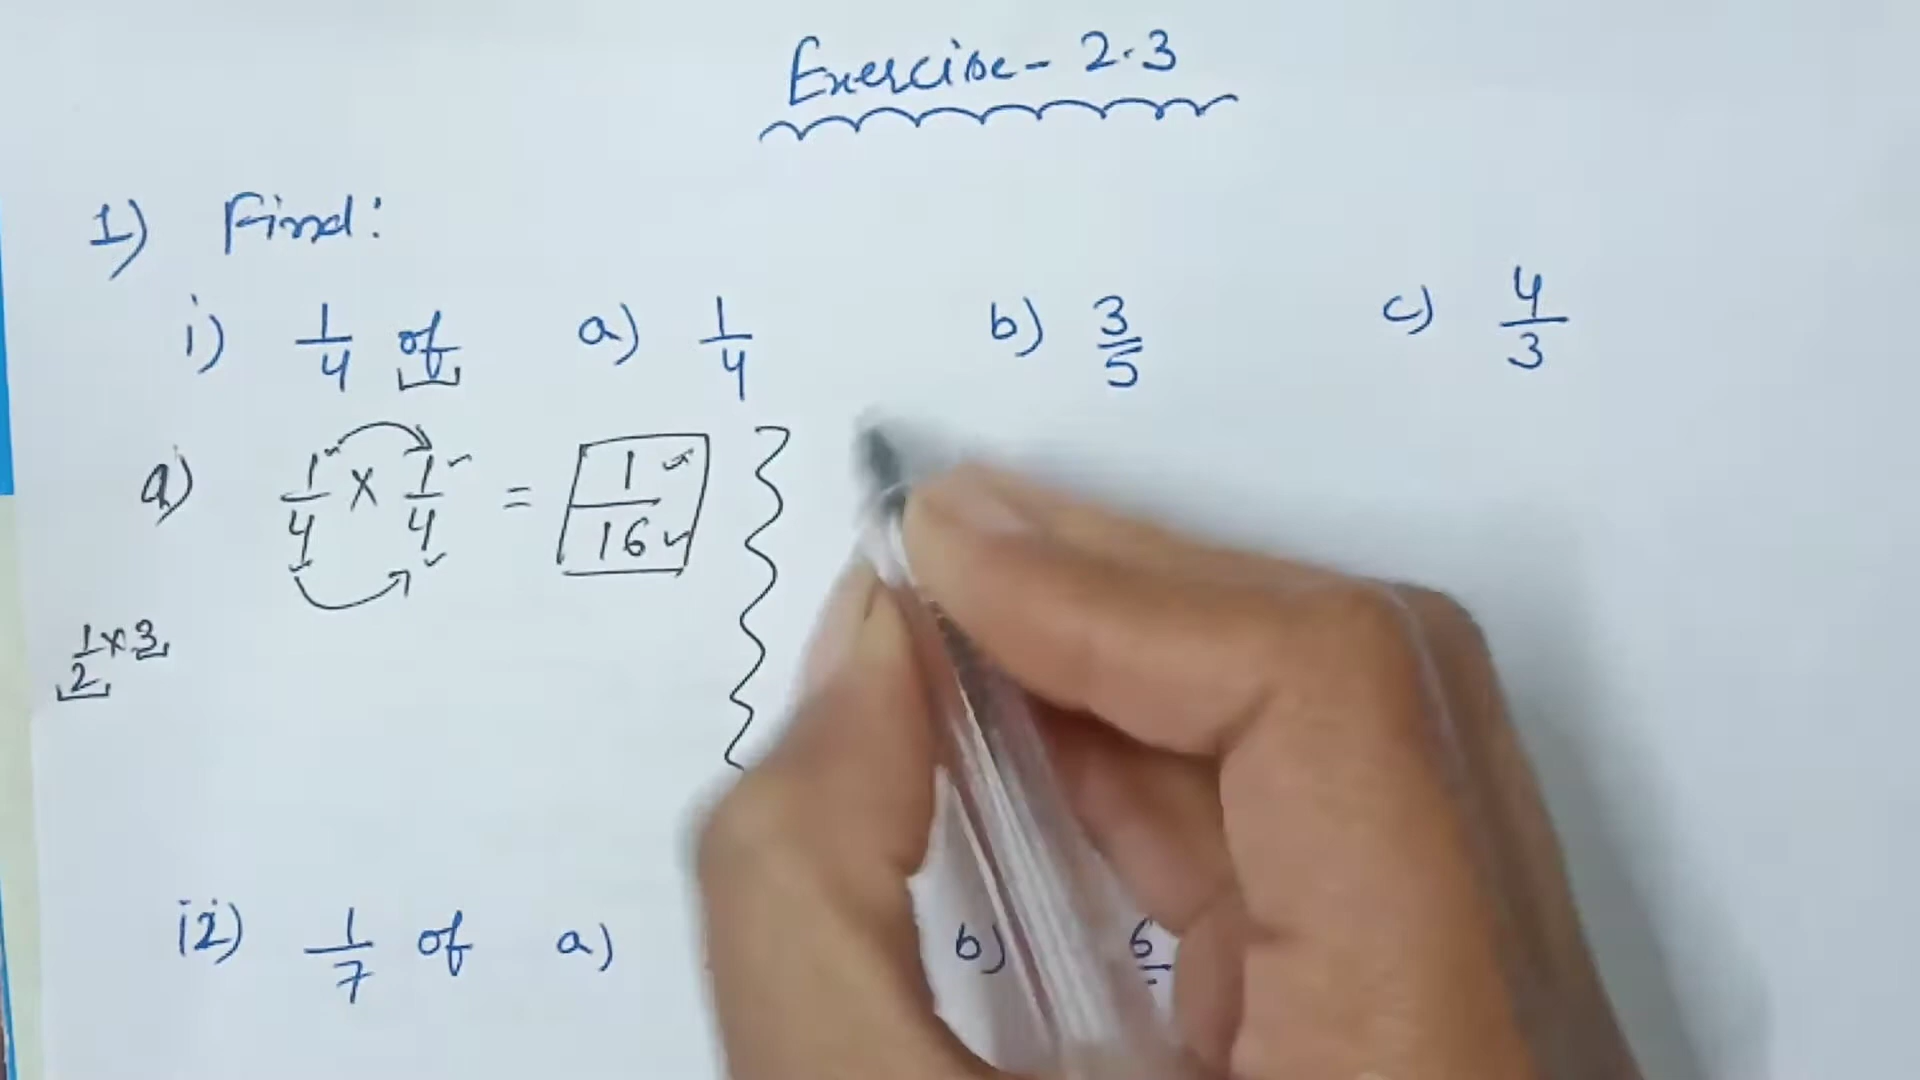 Exercise - 2.3
1) Find:
i) 1/4 of a) 1/4 b) 3/5 c) 4/3
a) 1/4 × 1/4 = 1/16
1/2 × 3
ii) 1/7 of a) b) 6